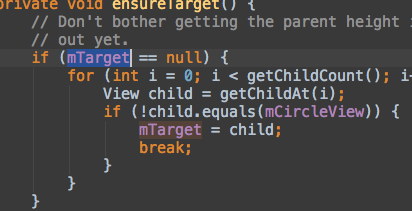 private void ensureTarget() {
// Don't bother getting the parent height
// out yet.
if (mTarget == null) {
for (int i = 0; i < getChildCount();
View child = getChildAt(i);
if (!child.equals(mCircleView)) {
mTarget = child;
break;
}
}
}